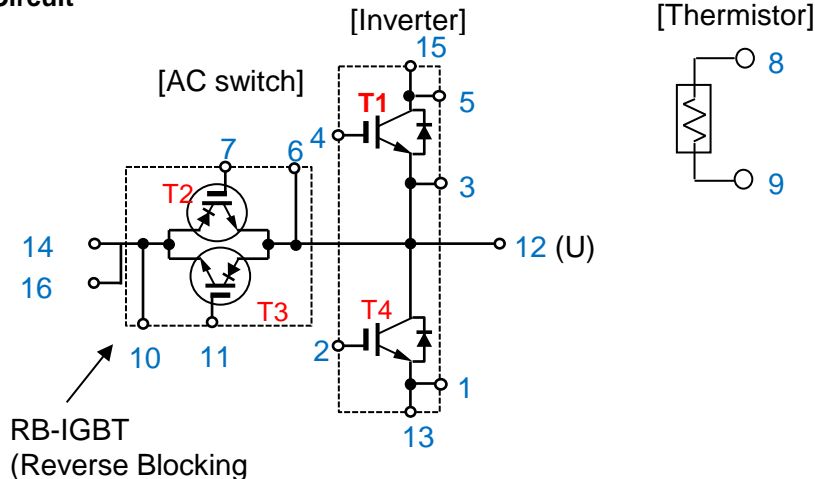 Circuit
[Inverter]
[Thermistor]
15
8
[AC switch]
T1
5
4
7
6
3
9
T2
14
12 (U)
16
T3
T4
10
11
2
1
RB-IGBT
13
(Reverse Blocking